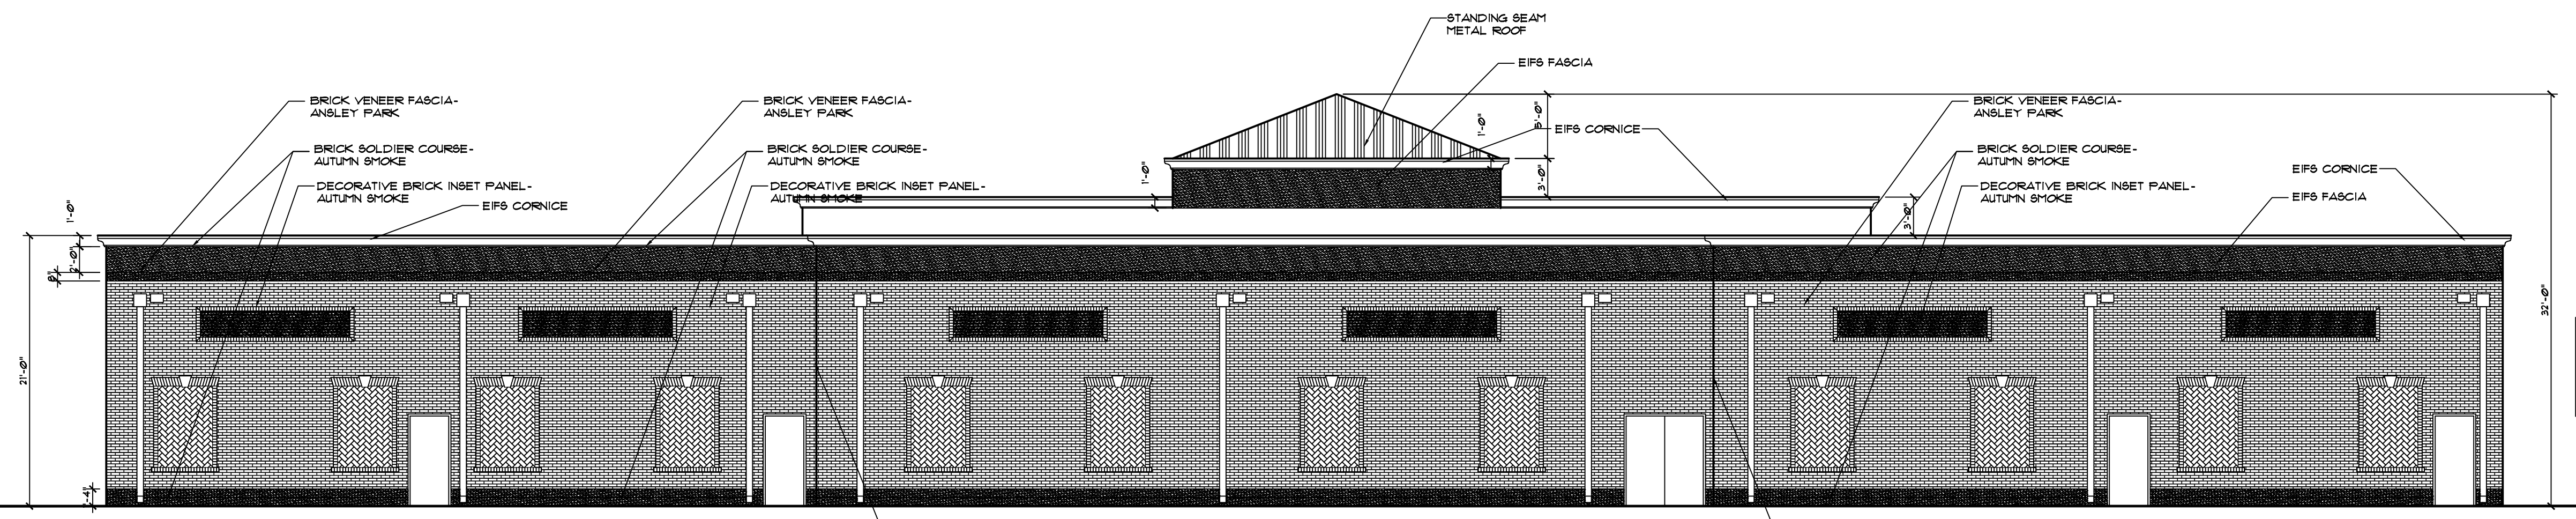 STANDING SEAM
METAL ROOF
EIFS FASCIA
BRICK VENEER FASCIA-
ANSLEY PARK
BRICK VENEER FASCIA-
ANSLEY PARK
BRICK VENEER FASCIA-
ANSLEY PARK
5'-0"
1'-0"
EIFS CORNICE
BRICK SOLDIER COURSE-
AUTUMN SMOKE
BRICK SOLDIER COURSE-
AUTUMN SMOKE
BRICK SOLDIER COURSE-
AUTUMN SMOKE
EIFS CORNICE
1'-0"
3'-0"
DECORATIVE BRICK INSET PANEL-
AUTUMN SMOKE
DECORATIVE BRICK INSET PANEL-
AUTUMN SMOKE
DECORATIVE BRICK INSET PANEL-
AUTUMN SMOKE
EIFS FASCIA
EIFS CORNICE
1'-0"
3'-0"
2'-0"
8"
32'-0"
21'-0"
-4"